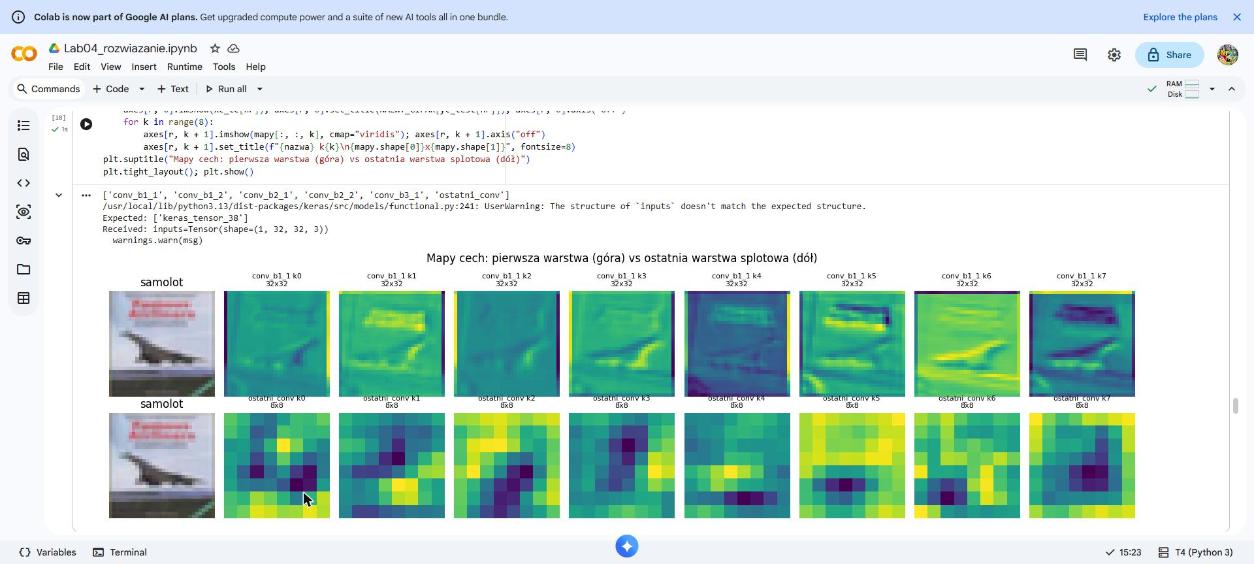 Colab is now part of Google AI plans. Get upgraded compute power and a suite of new AI tools all in one bundle.
Explore the plans
Lab04_rozwiazanie.ipynb
Share
File Edit View Insert Runtime Tools Help
Commands
+ Code
+ Text
Run all
RAM
Disk
[18]
1s
for k in range(8):
axes[r, k + 1].imshow(mapy[:, :, k], cmap="viridis"); axes[r, k + 1].axis("off")
axes[r, k + 1].set_title(f"{nazwa} k{k}\n{mapy.shape[0]}x{mapy.shape[1]}", fontsize=8)
plt.suptitle("Mapy cech: pierwsza warstwa (góra) vs ostatnia warstwa splotowa (dół)")
plt.tight_layout(); plt.show()
['conv_b1_1', 'conv_b1_2', 'conv_b2_1', 'conv_b2_2', 'conv_b3_1', 'ostatni_conv']
/usr/local/lib/python3.13/dist-packages/keras/src/models/functional.py:241: UserWarning: The structure of `inputs` doesn't match the expected structure.
Expected: ['keras_tensor_38']
Received: inputs=Tensor(shape=(1, 32, 32, 3))
warnings.warn(msg)
Mapy cech: pierwsza warstwa (góra) vs ostatnia warstwa splotowa (dół)
samolot
conv_b1_1 k0
32x32
conv_b1_1 k1
32x32
conv_b1_1 k2
32x32
conv_b1_1 k3
32x32
conv_b1_1 k4
32x32
conv_b1_1 k5
32x32
conv_b1_1 k6
32x32
conv_b1_1 k7
32x32
samolot
ostatni_conv k0
8x8
ostatni_conv k1
8x8
ostatni_conv k2
8x8
ostatni_conv k3
8x8
ostatni_conv k4
8x8
ostatni_conv k5
8x8
ostatni_conv k6
8x8
ostatni_conv k7
8x8
Variables
Terminal
15:23
T4 (Python 3)